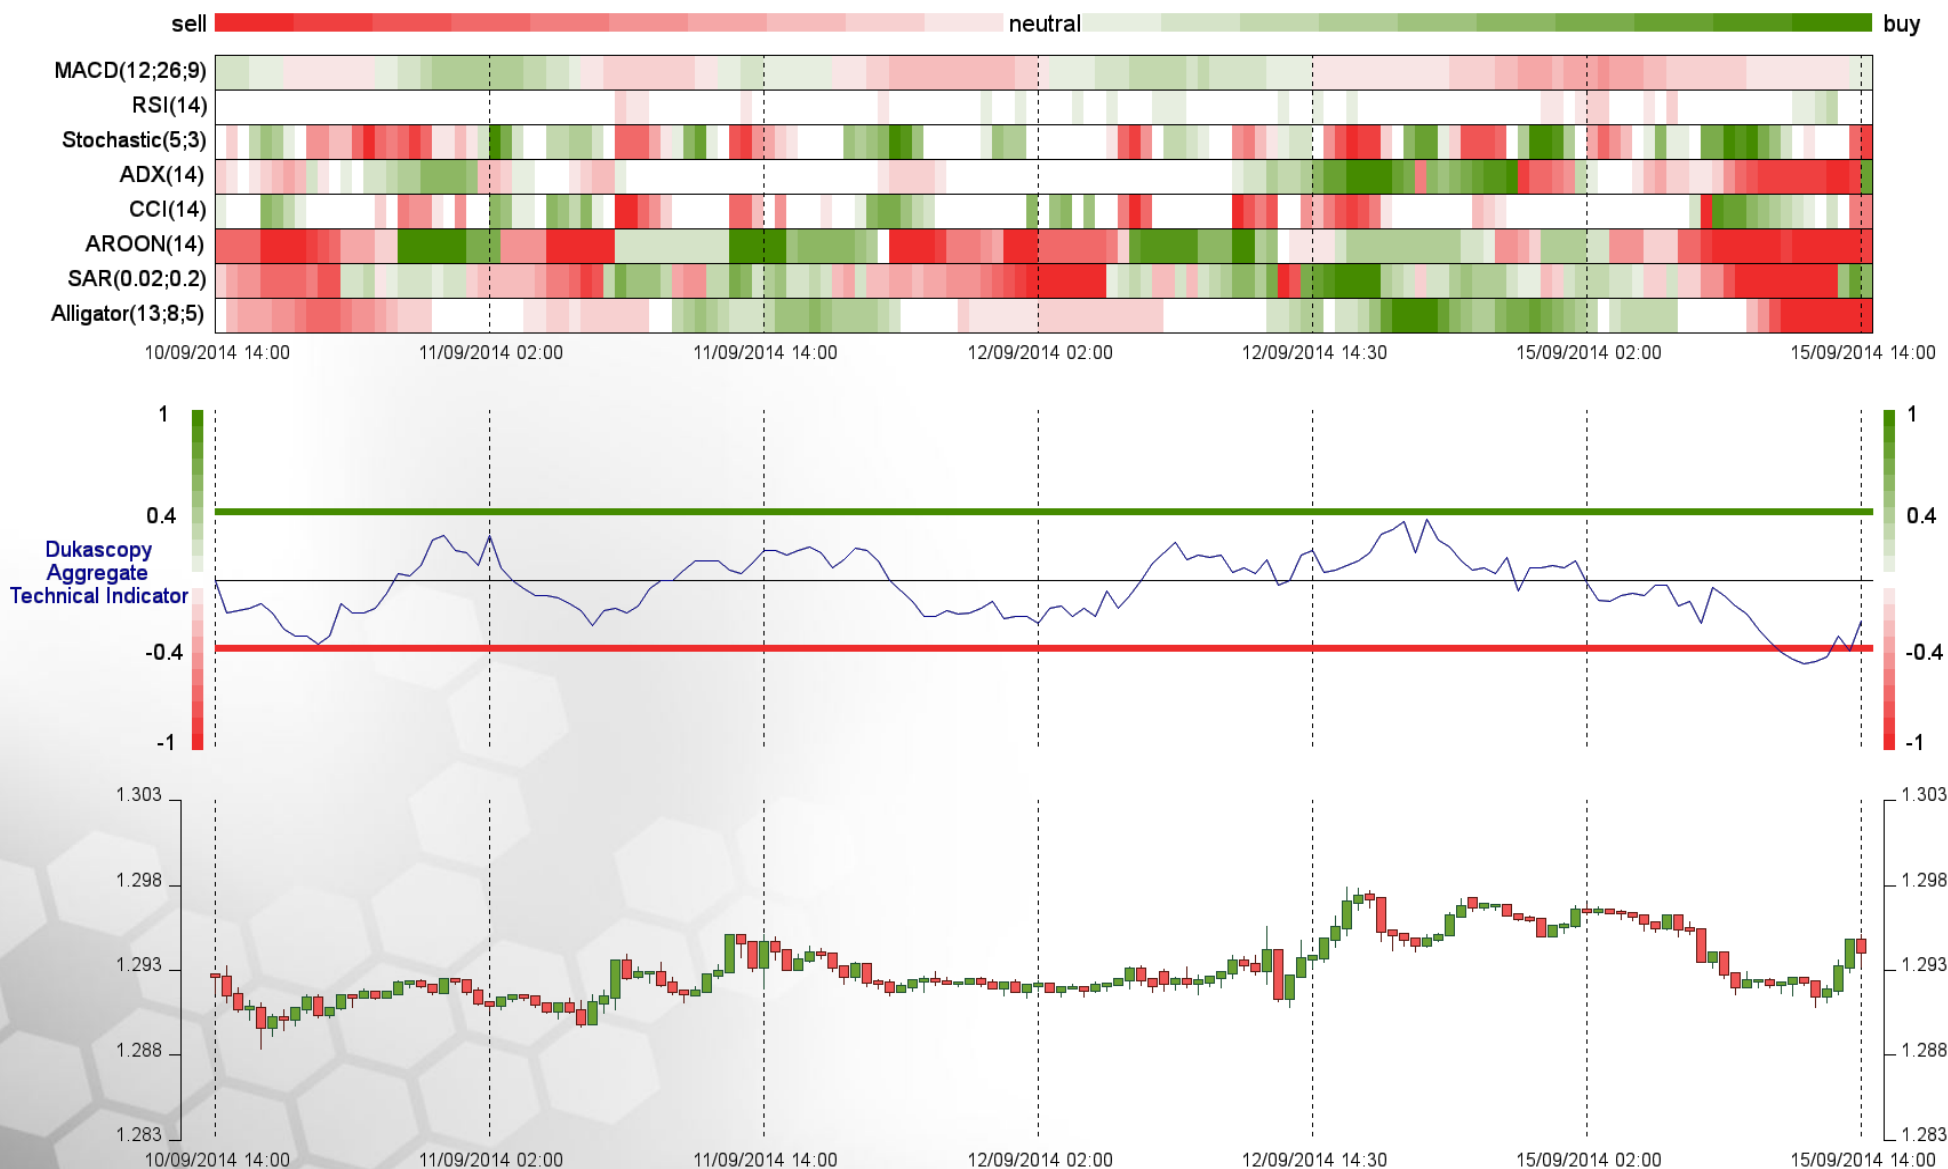 sell neutral buy
MACD(12;26;9)
RSI(14)
Stochastic(5;3)
ADX(14)
CCI(14)
AROON(14)
SAR(0.02;0.2)
Alligator(13;8;5)
10/09/2014 14:00 11/09/2014 02:00 11/09/2014 14:00 12/09/2014 02:00 12/09/2014 14:30 15/09/2014 02:00 15/09/2014 14:00
1 1
0.4 0.4
Dukascopy
Aggregate
Technical Indicator
-0.4 -0.4
-1 -1
1.303 1.303
1.298 1.298
1.293 1.293
1.288 1.288
1.283 1.283
10/09/2014 14:00 11/09/2014 02:00 11/09/2014 14:00 12/09/2014 02:00 12/09/2014 14:30 15/09/2014 02:00 15/09/2014 14:00